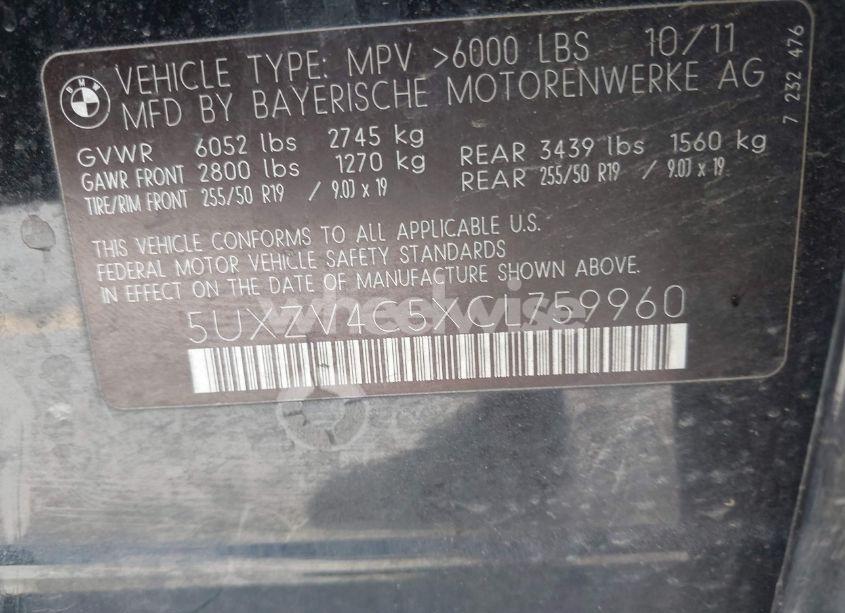 BMW
VEHICLE TYPE: MPV >6000 LBS 10/11
MFD BY BAYERISCHE MOTORENWERKE AG
7 232 476
GVWR 6052 lbs 2745 kg
GAWR FRONT 2800 lbs 1270 kg REAR 3439 lbs 1560 kg
TIRE/RIM FRONT 255/50 R19 / 9.0J x 19 REAR 255/50 R19 / 9.0J x 19
THIS VEHICLE CONFORMS TO ALL APPLICABLE U.S.
FEDERAL MOTOR VEHICLE SAFETY STANDARDS
IN EFFECT ON THE DATE OF MANUFACTURE SHOWN ABOVE.
5UXZV4C5XCL759960
wheelwise